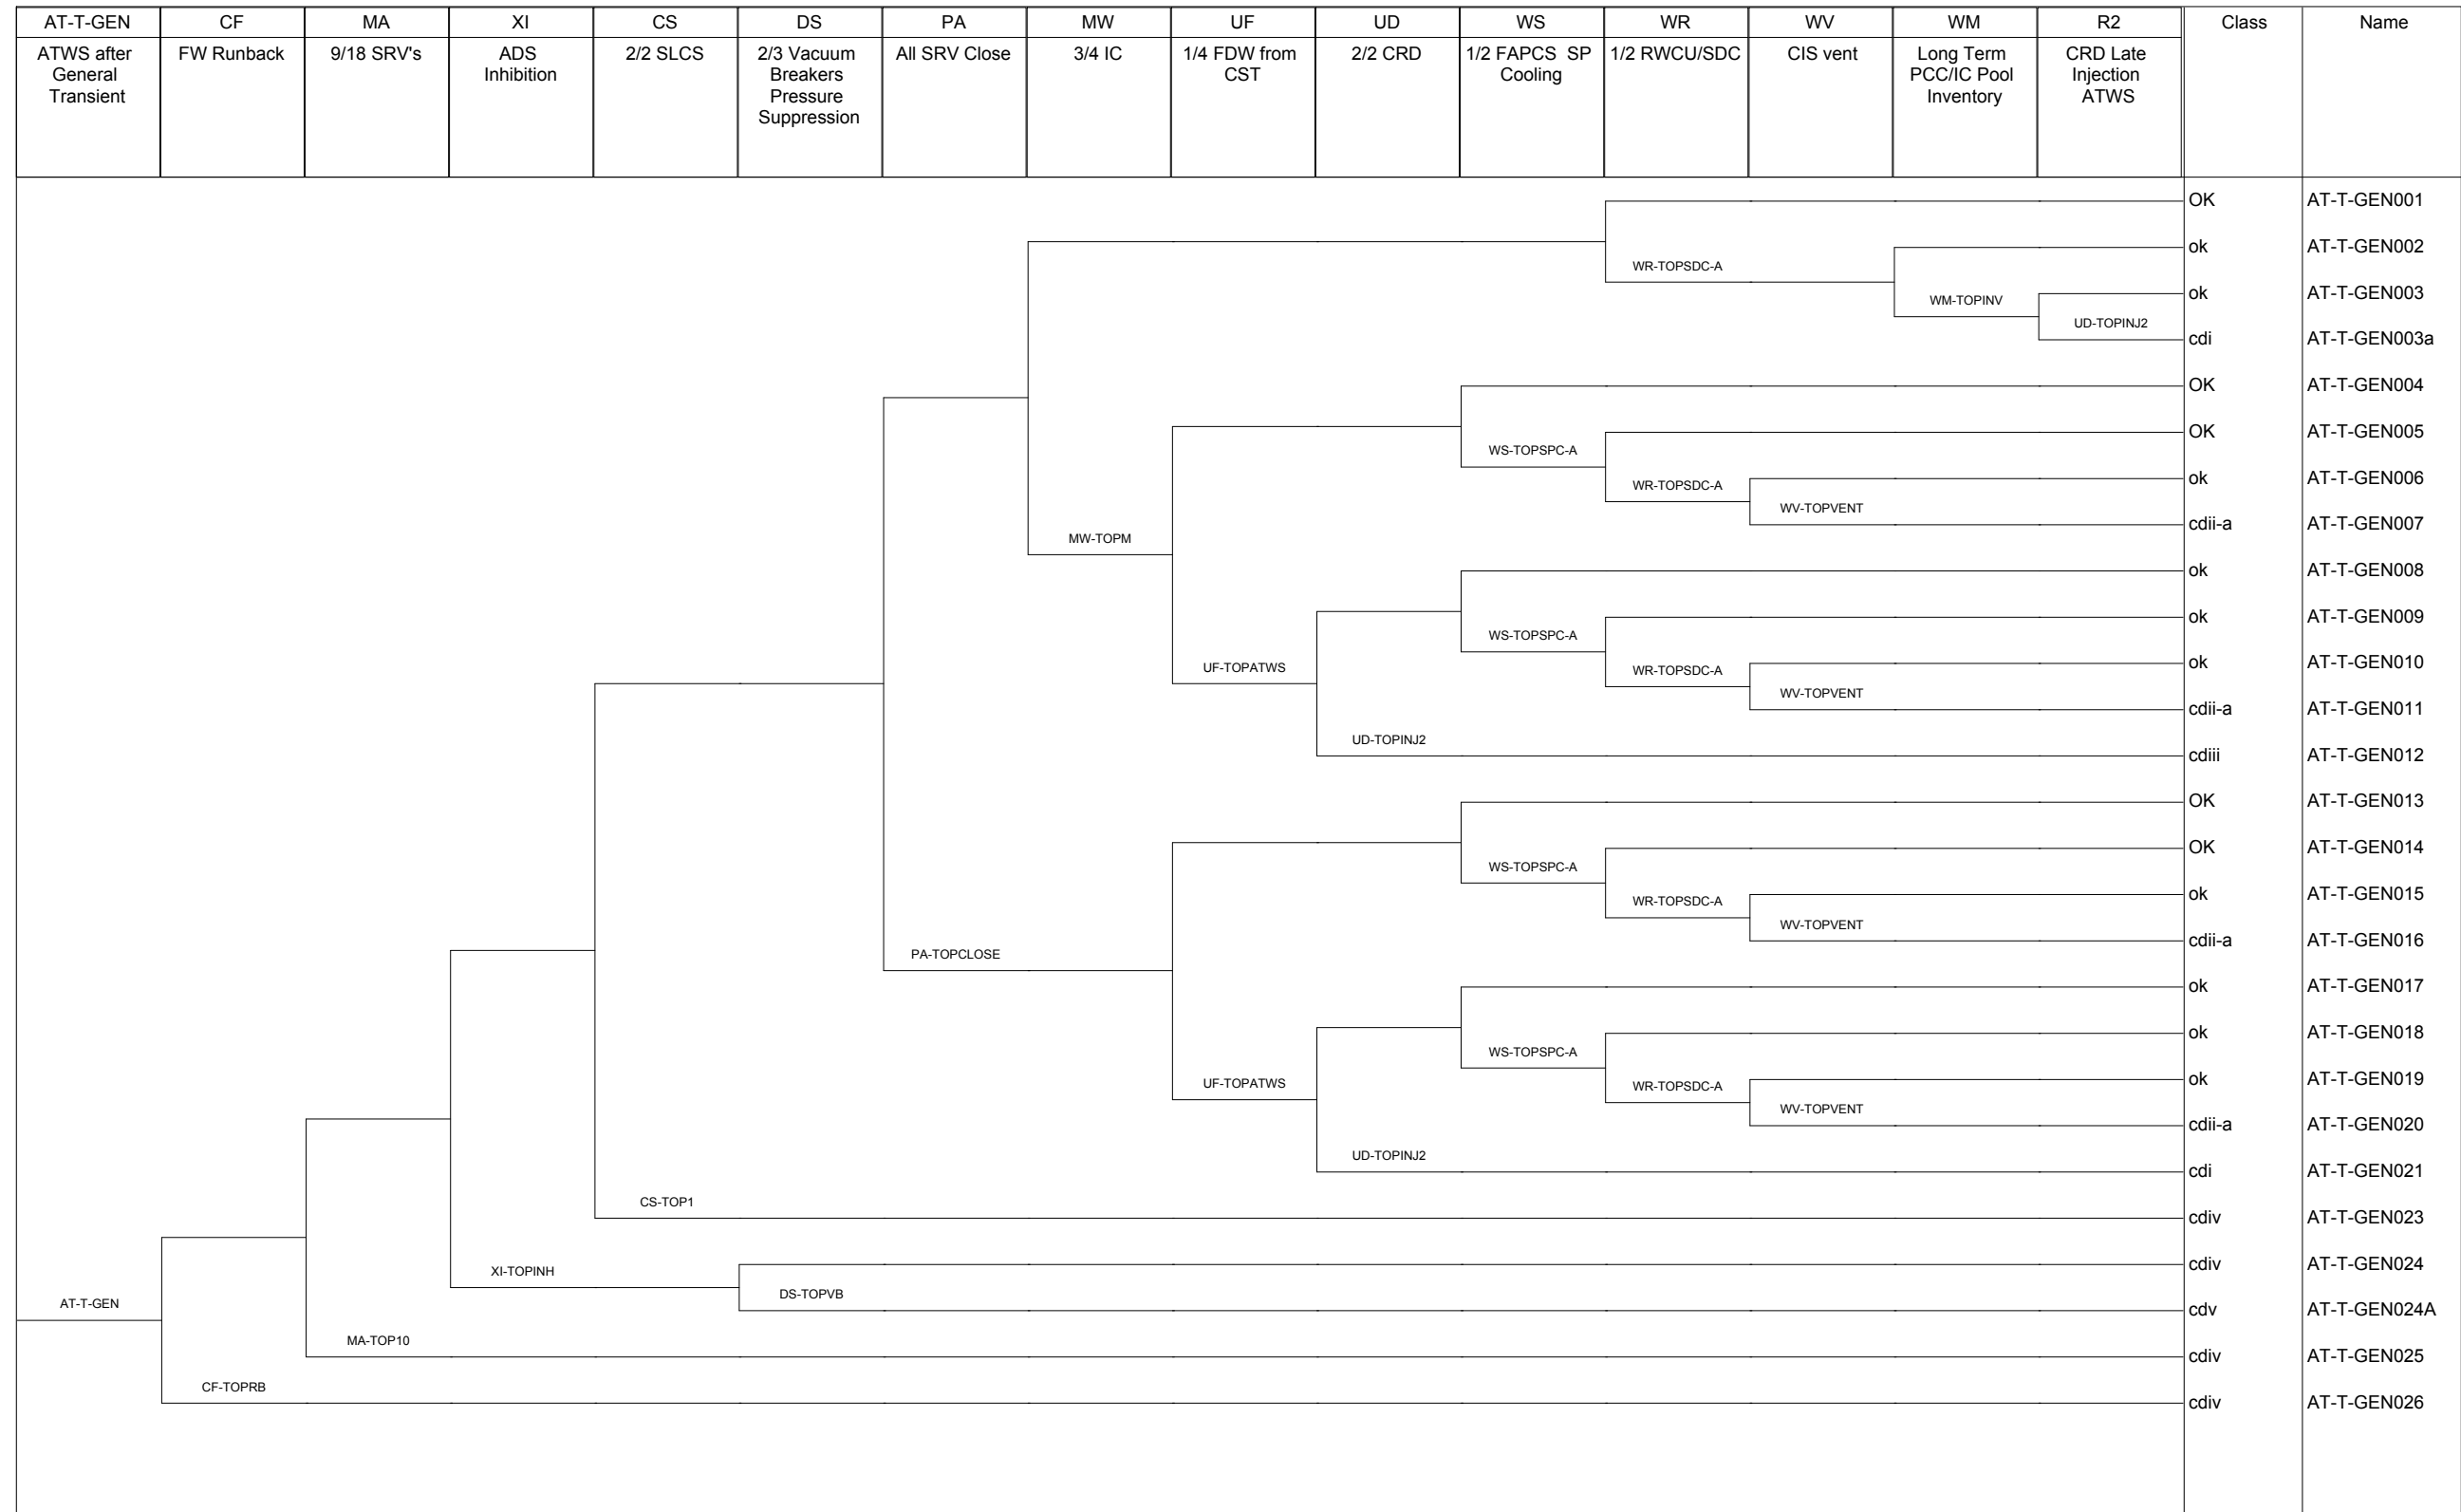 AT-T-GEN CF MA XI CS DS PA MW UF UD WS WR WV WM R2 Class Name
ATWS after FW Runback 9/18 SRV's ADS 2/2 SLCS 2/3 Vacuum All SRV Close 3/4 IC 1/4 FDW from 2/2 CRD 1/2 FAPCS SP 1/2 RWCU/SDC CIS vent Long Term CRD Late
General Inhibition Breakers CST Cooling PCC/IC Pool Injection
Transient Pressure Inventory ATWS
Suppression
OK AT-T-GEN001
ok AT-T-GEN002
WR-TOPSDC-A
WM-TOPINV ok AT-T-GEN003
UD-TOPINJ2
cdi AT-T-GEN003a
OK AT-T-GEN004
OK AT-T-GEN005
WS-TOPSPC-A
ok AT-T-GEN006
WR-TOPSDC-A
WV-TOPVENT
cdii-a AT-T-GEN007
MW-TOPM
ok AT-T-GEN008
ok AT-T-GEN009
WS-TOPSPC-A
ok AT-T-GEN010
UF-TOPATWS WR-TOPSDC-A
WV-TOPVENT
cdii-a AT-T-GEN011
UD-TOPINJ2
cdiii AT-T-GEN012
OK AT-T-GEN013
OK AT-T-GEN014
WS-TOPSPC-A
ok AT-T-GEN015
WR-TOPSDC-A
WV-TOPVENT
cdii-a AT-T-GEN016
PA-TOPCLOSE
ok AT-T-GEN017
ok AT-T-GEN018
WS-TOPSPC-A
ok AT-T-GEN019
UF-TOPATWS WR-TOPSDC-A
WV-TOPVENT
cdii-a AT-T-GEN020
UD-TOPINJ2
cdi AT-T-GEN021
CS-TOP1
cdiv AT-T-GEN023
cdiv AT-T-GEN024
XI-TOPINH
DS-TOPVB
AT-T-GEN cdv AT-T-GEN024A
MA-TOP10
cdiv AT-T-GEN025
CF-TOPRB
cdiv AT-T-GEN026